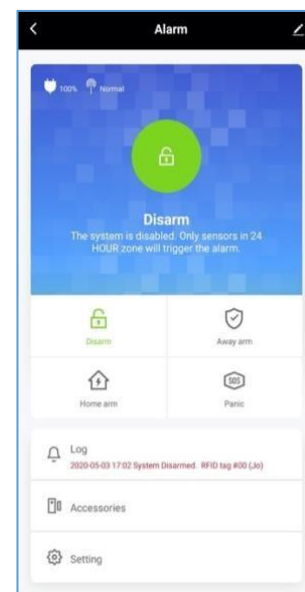 Alarm
100% Normal
Disarm
The system is disabled. Only sensors in 24
HOUR zone will trigger the alarm.
Disarm Away arm
SOS
Home arm Panic
Log
2020-05-03 17:02 System Disarmed. RFID tag #00 (Jo)
Accessories
Setting